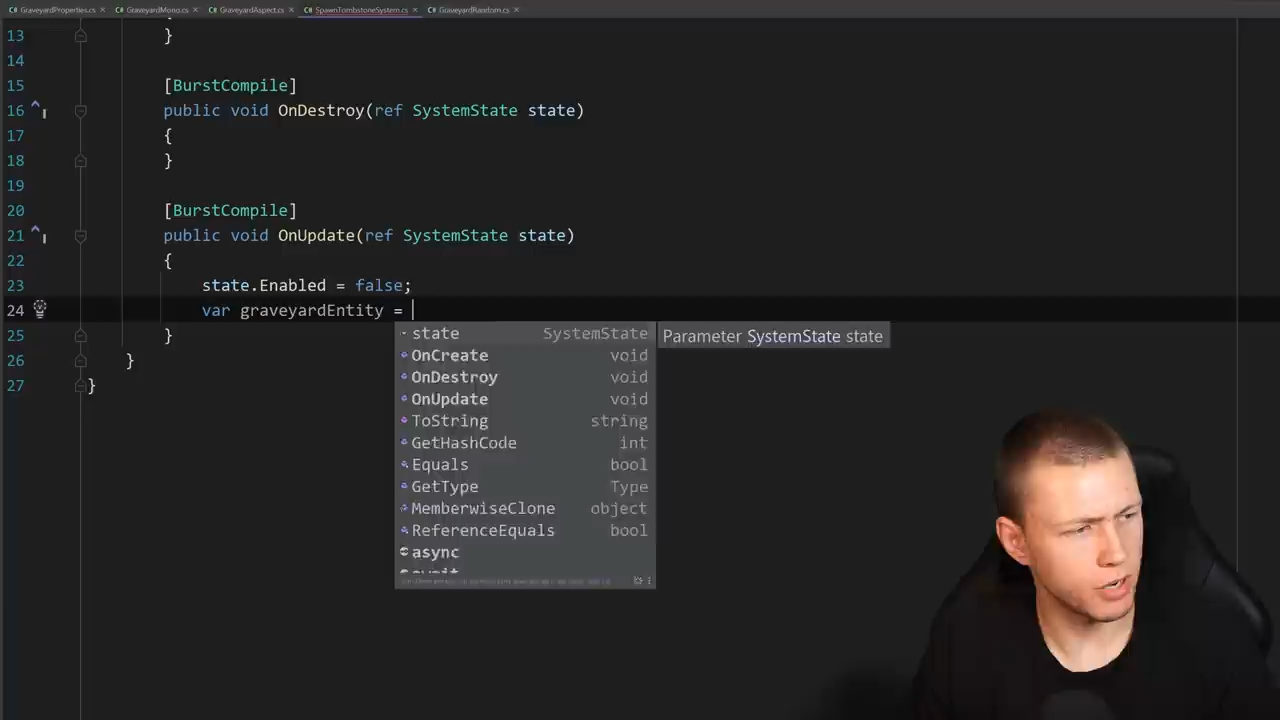 GraveyardProperties.cs × GraveyardMono.cs × GraveyardAspect.cs × SpawnTombstoneSystem.cs × GraveyardRandom.cs ×
13 }
14
15 [BurstCompile]
16 public void OnDestroy(ref SystemState state)
17 {
18 }
19
20 [BurstCompile]
21 public void OnUpdate(ref SystemState state)
22 {
23 state.Enabled = false;
24 var graveyardEntity =
25 }
26 }
27 }
state SystemState
Parameter SystemState state
OnCreate void
OnDestroy void
OnUpdate void
ToString string
GetHashCode int
Equals bool
GetType Type
MemberwiseClone object
ReferenceEquals bool
async